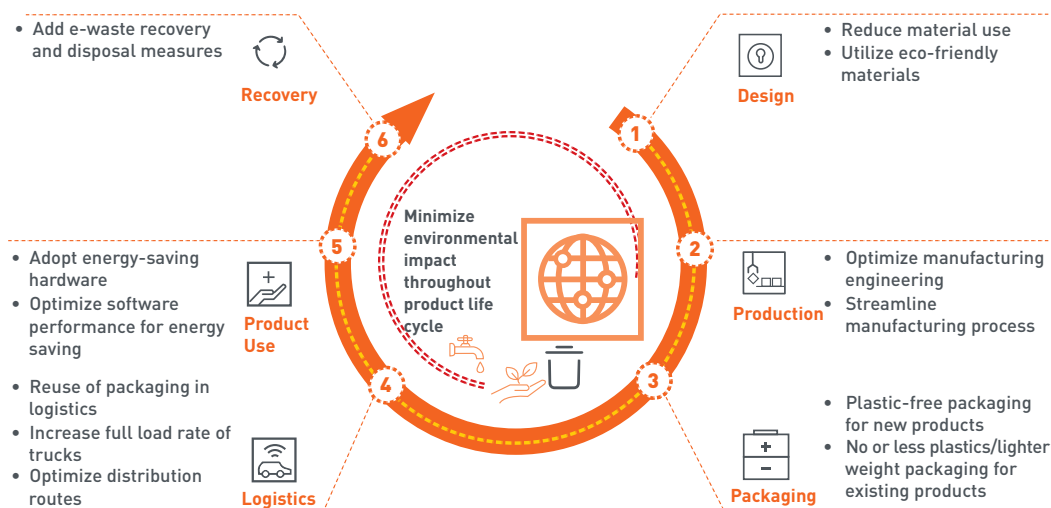 • Reduce material use
• Utilize eco-friendly
materials
Design
1
• Optimize manufacturing
engineering
• Streamline
manufacturing process
Production
2
• Plastic-free packaging
for new products
• No or less plastics/lighter
weight packaging for
existing products
Packaging
3
• Reuse of packaging in
logistics
• Increase full load rate of
trucks
• Optimize distribution
routes
Logistics
4
• Adopt energy-saving
hardware
• Optimize software
performance for energy
saving
Product
Use
5
• Add e-waste recovery
and disposal measures
Recovery
6
Minimize
environmental
impact
throughout
product life
cycle